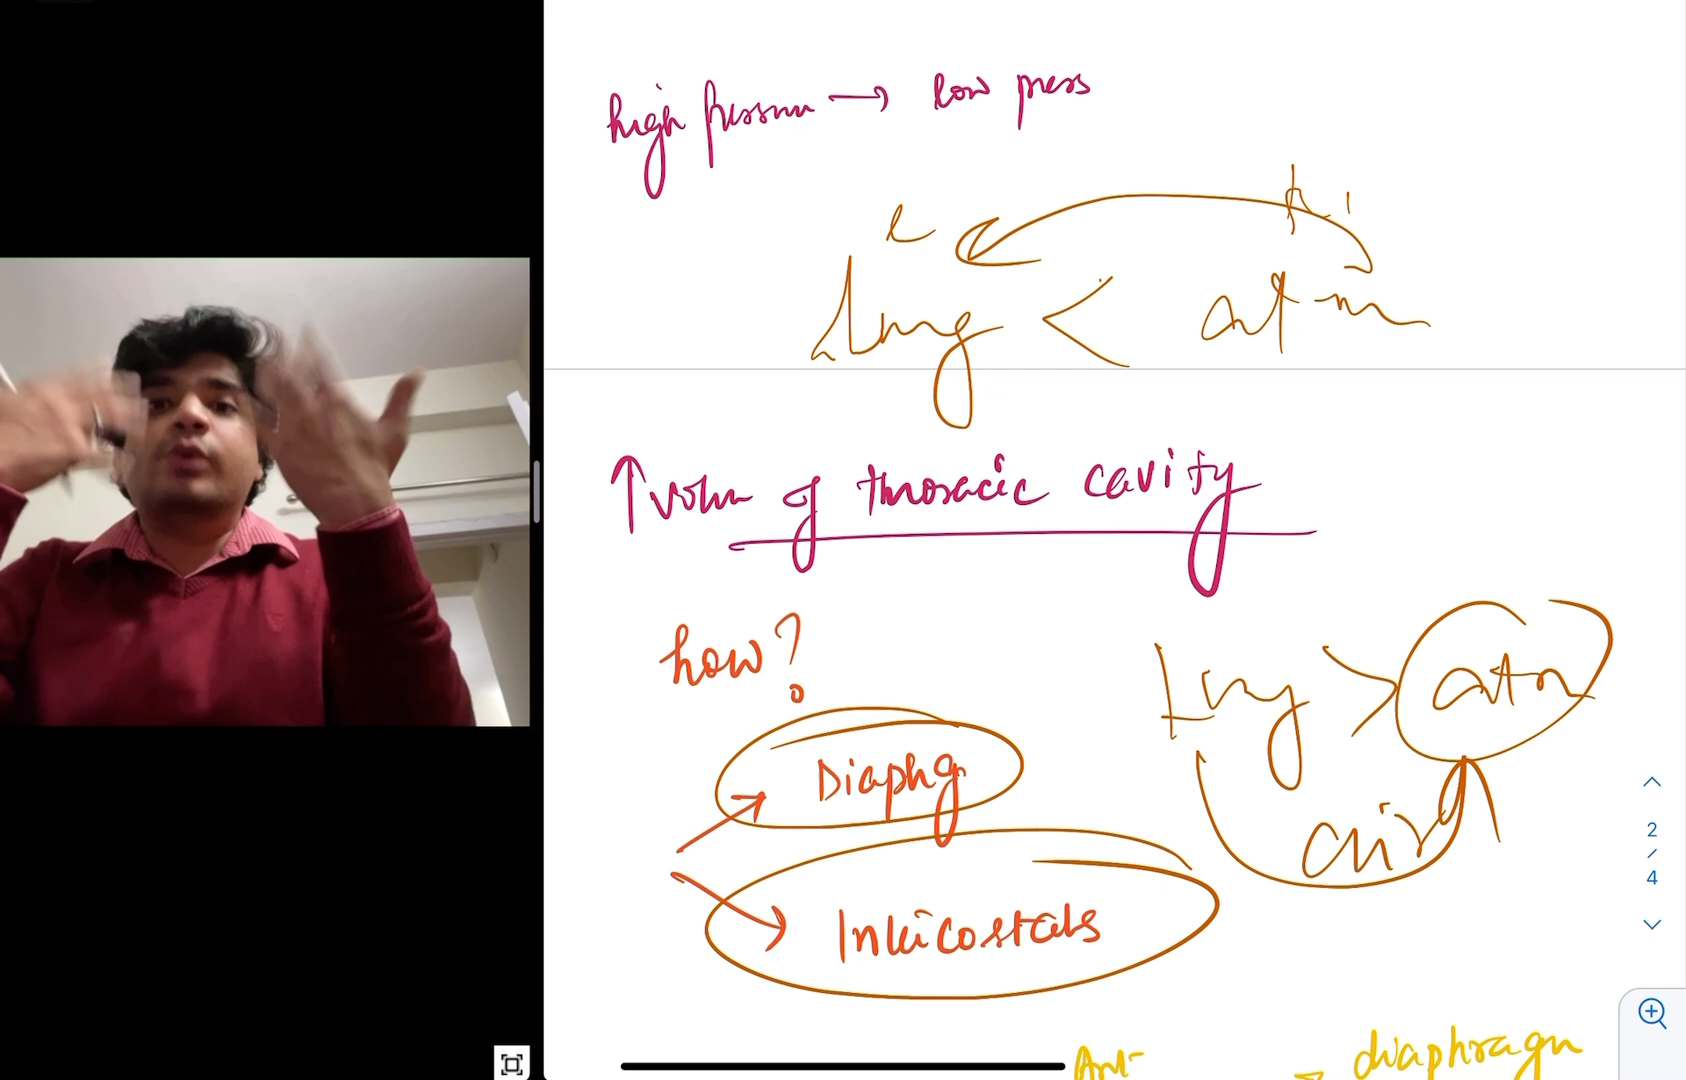 high pressure → low press
l
h
lung < atm
↑ volm of thoracic cavity
how?
lung > atm
Diaphg
air
2
/
4
Intercostals
Ant-
diaphragm